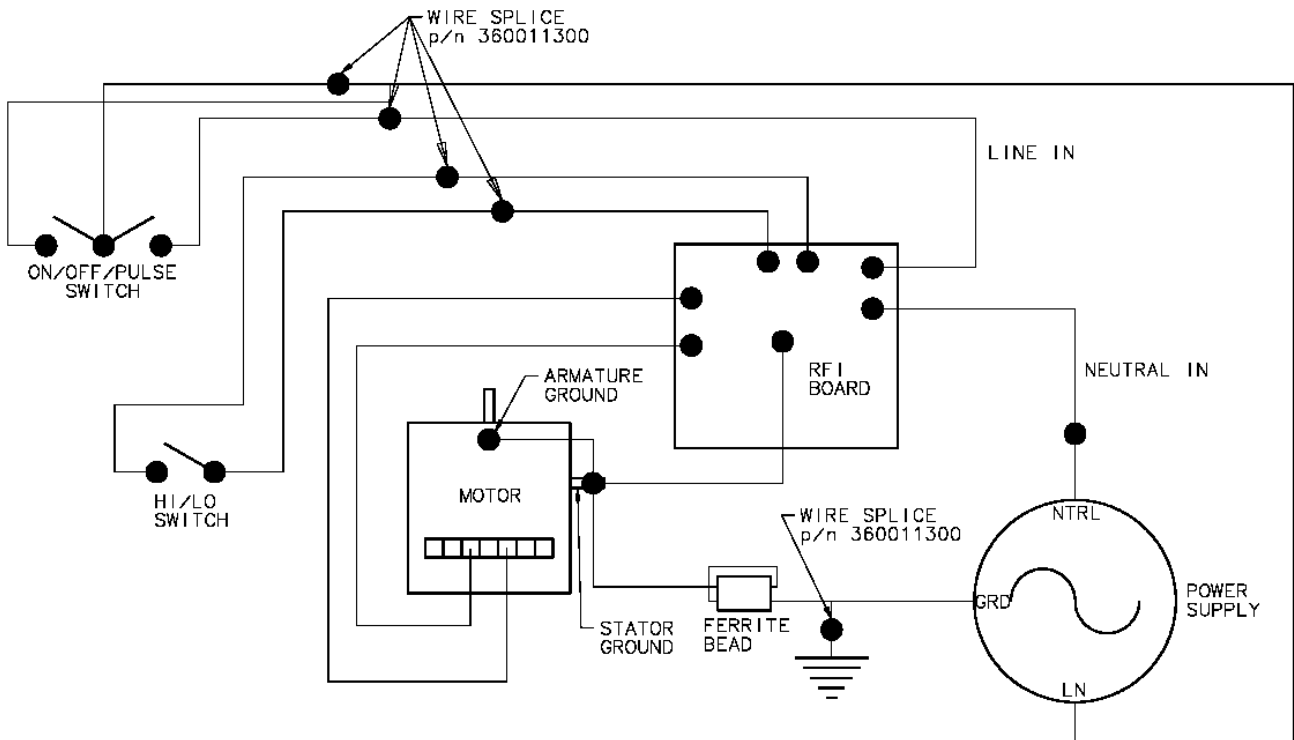 WIRE SPLICE
p/n 360011300
LINE IN
ON/OFF/PULSE
SWITCH
RFI
BOARD
NEUTRAL IN
ARMATURE
GROUND
HI/LO
SWITCH
MOTOR
WIRE SPLICE
p/n 360011300
NTRL
GRD
POWER
SUPPLY
STATOR
GROUND
FERRITE
BEAD
LN